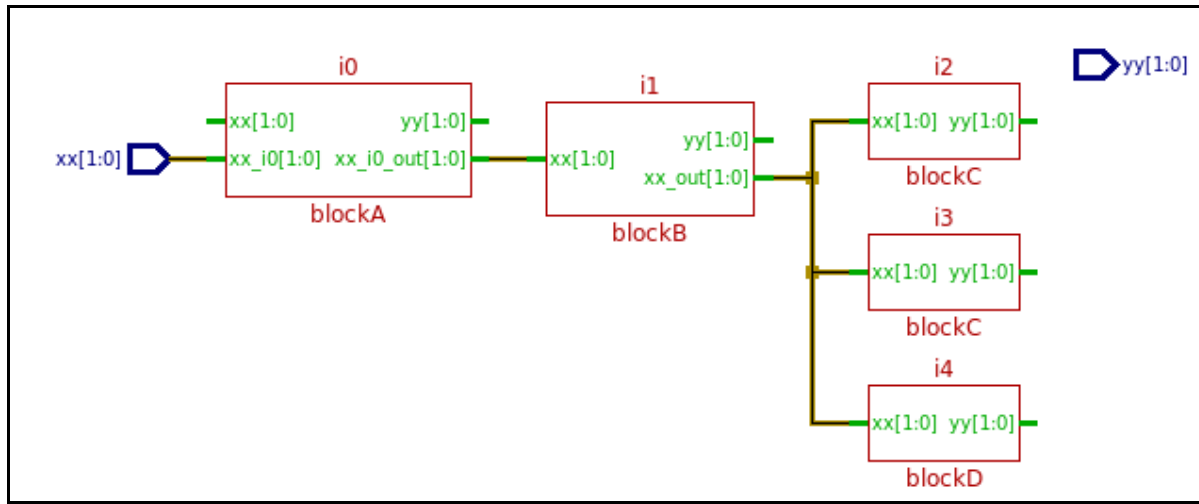 i0
xx[1:0] yy[1:0]
xx[1:0] xx_i0[1:0] xx_i0_out[1:0]
blockA
i1
yy[1:0]
xx[1:0]
xx_out[1:0]
blockB
i2
xx[1:0] yy[1:0]
blockC
i3
xx[1:0] yy[1:0]
blockC
i4
xx[1:0] yy[1:0]
blockD
yy[1:0]